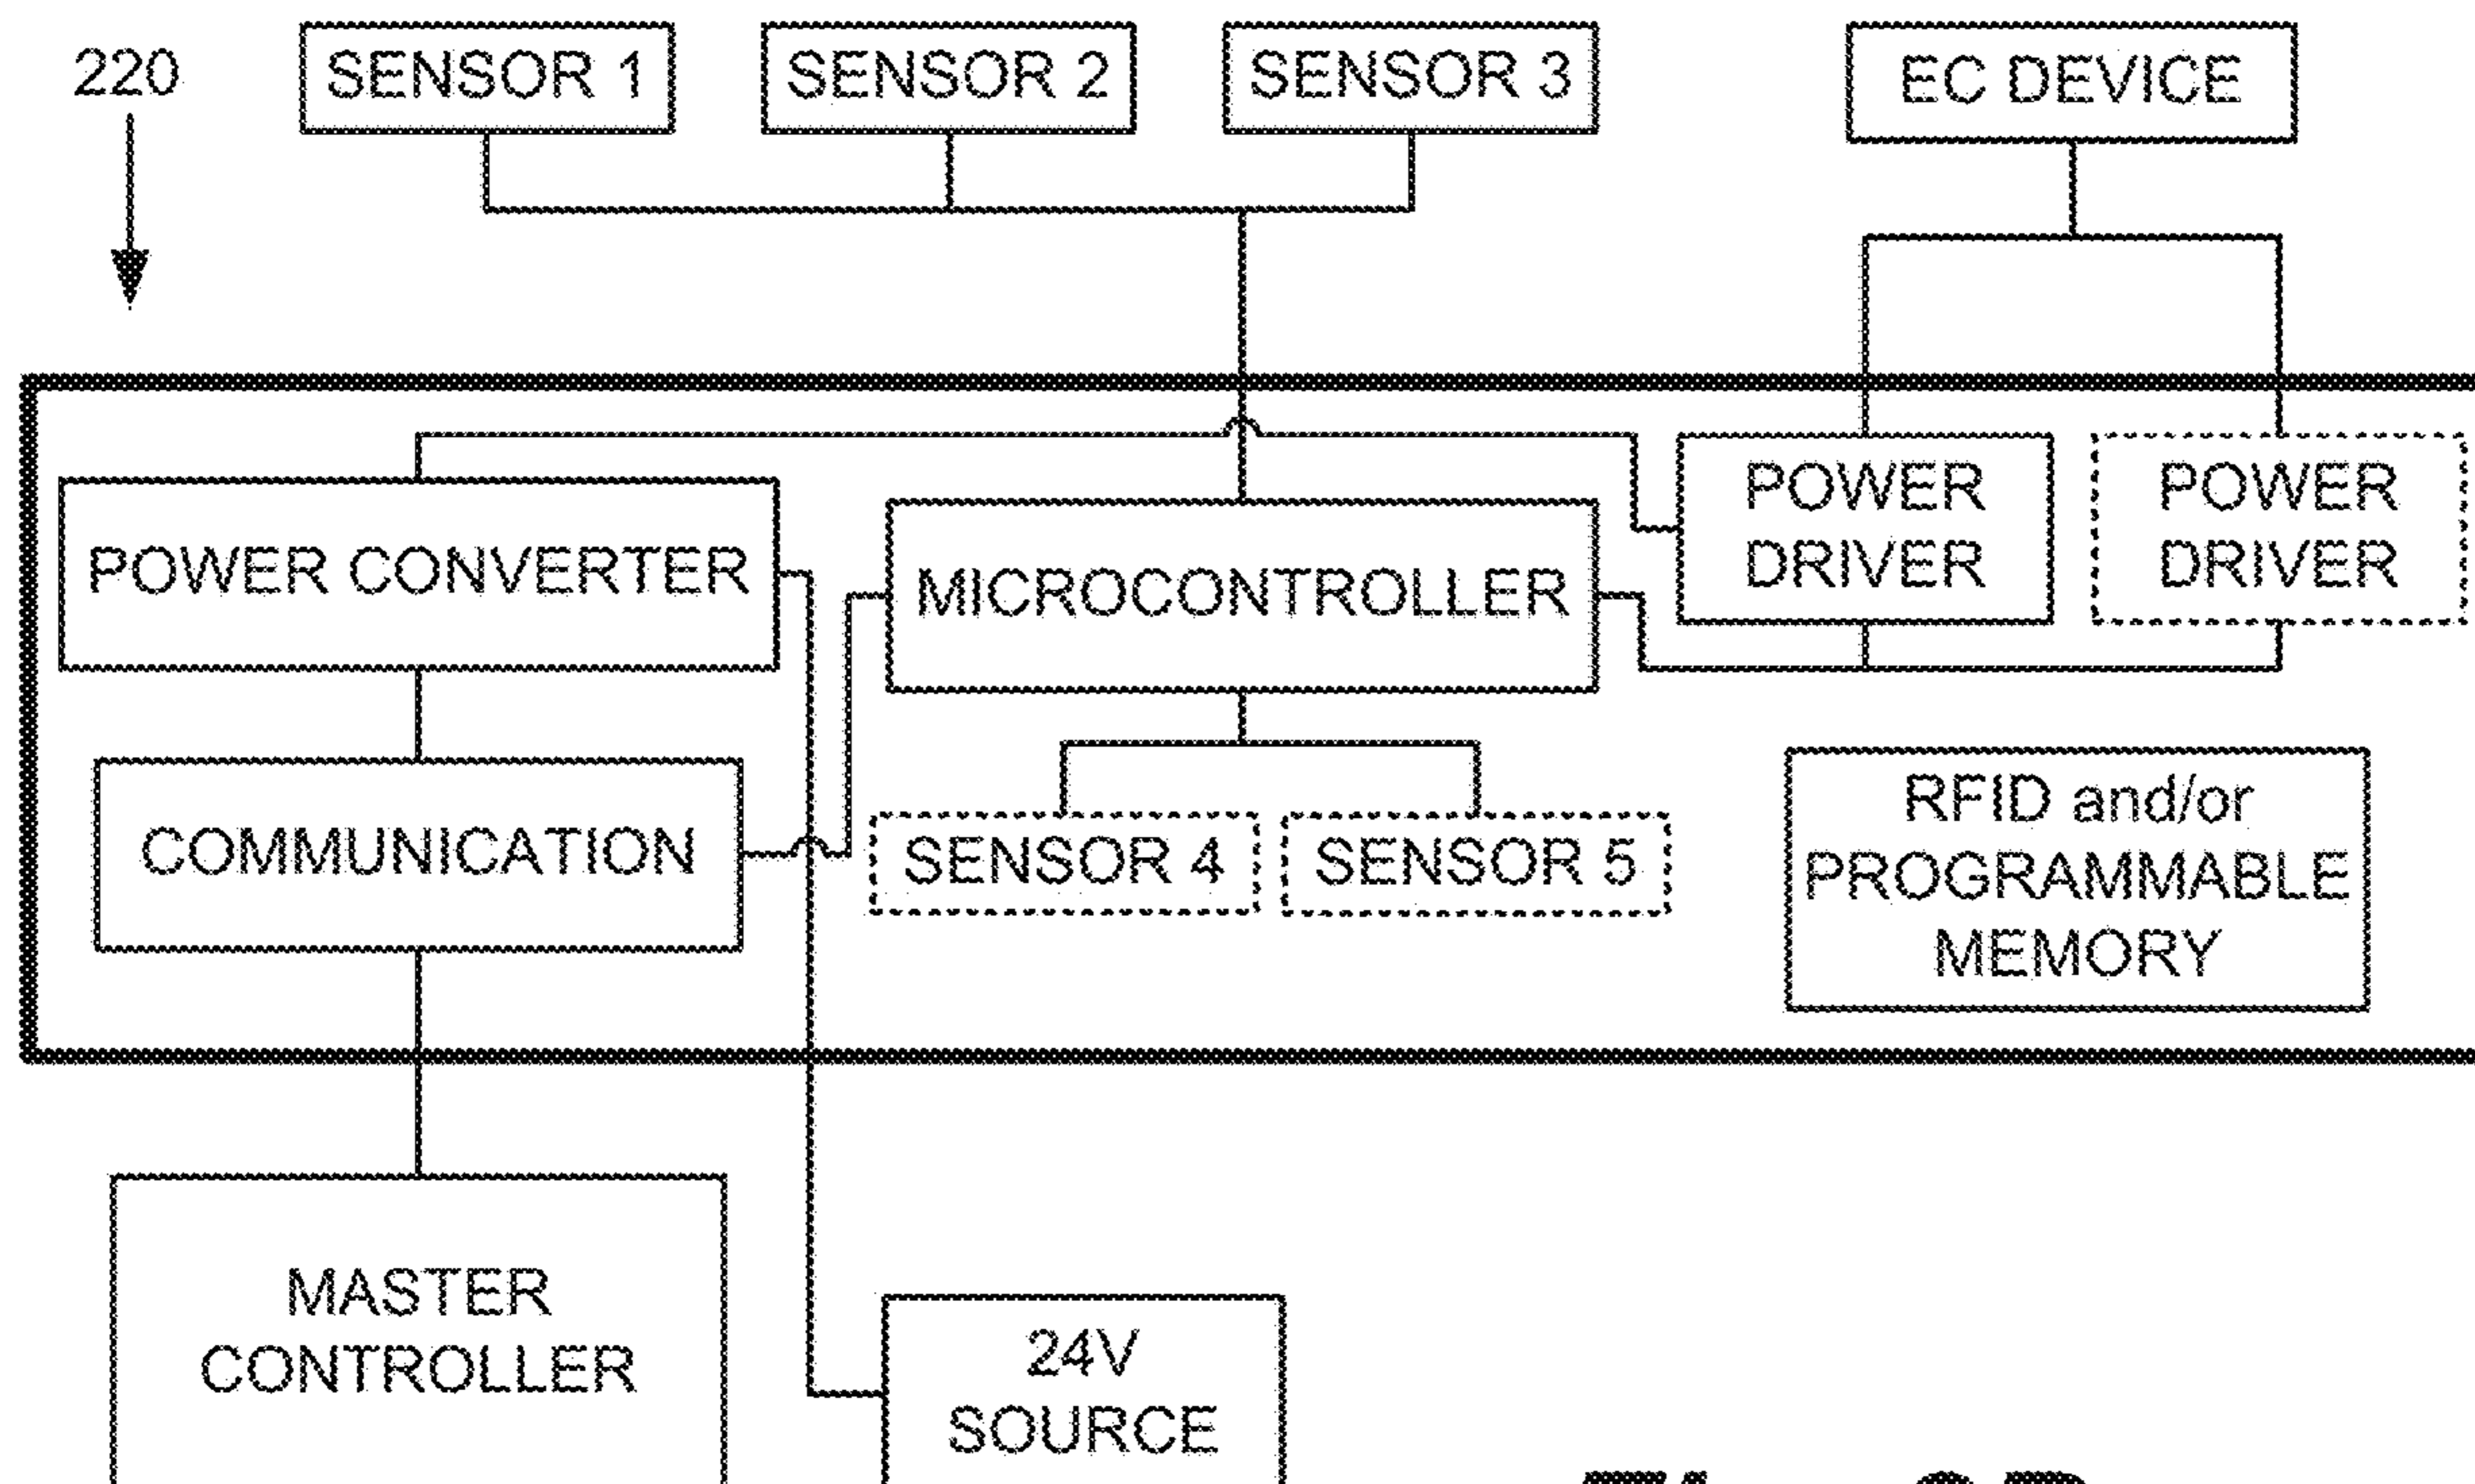 220
SENSOR 1
SENSOR 2
SENSOR 3
EC DEVICE
POWER CONVERTER
MICROCONTROLLER
POWER
DRIVER
POWER
DRIVER
COMMUNICATION
SENSOR 4
SENSOR 5
RFID and/or
PROGRAMMABLE
MEMORY
MASTER
CONTROLLER
24V
SOURCE